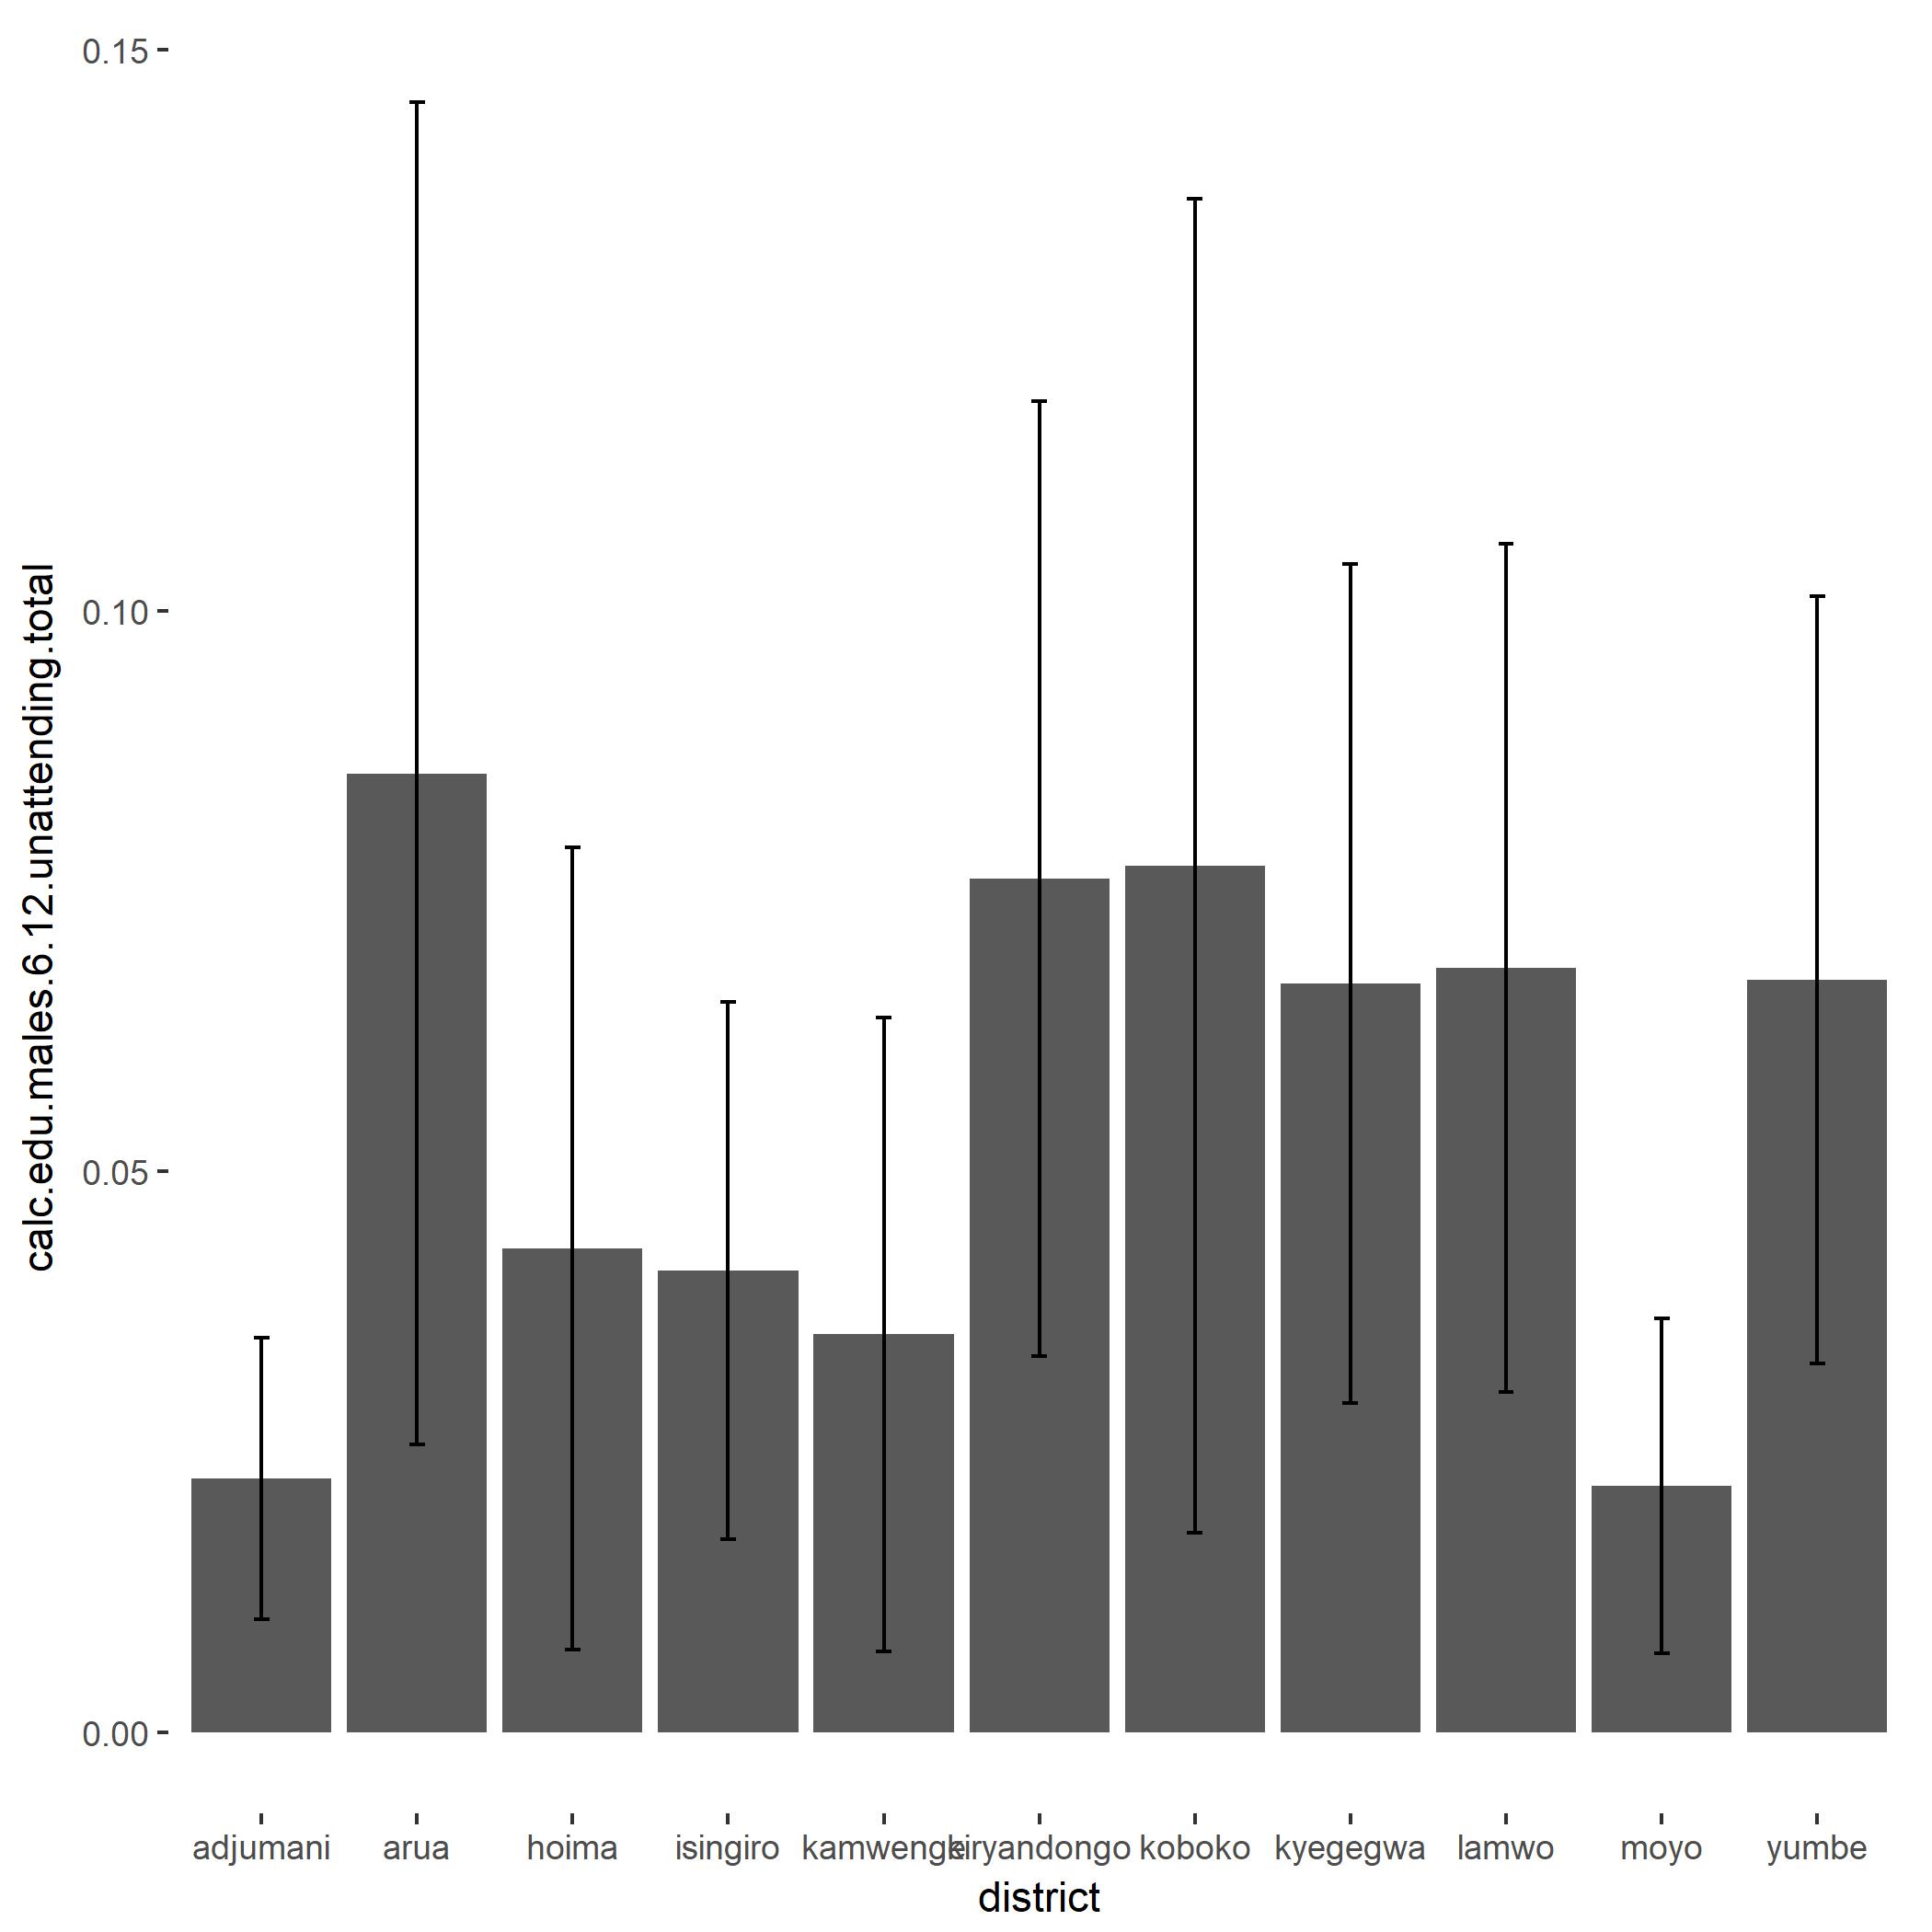 calc.edu.males.6.12.unattending.total
0.15
0.10
0.05
0.00
adjumani arua hoima isingiro kamwenge kiryandongo koboko kyegegwa lamwo moyo yumbe
district